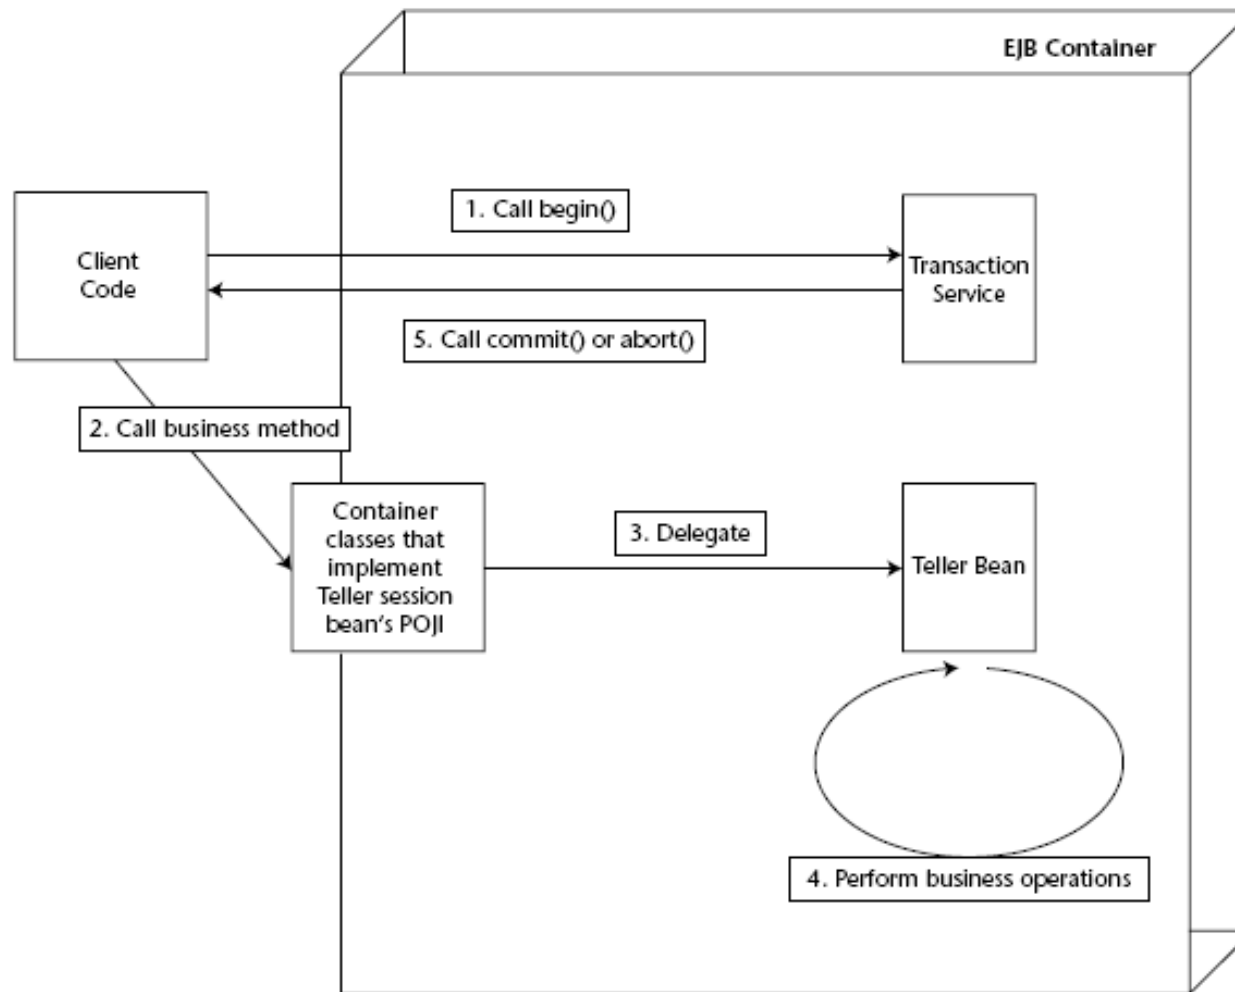 EJB Container
1. Call begin()
Client
Code
Transaction
Service
5. Call commit() or abort()
2. Call business method
Container
classes that
implement
Teller session
bean's POJI
3. Delegate
Teller Bean
4. Perform business operations